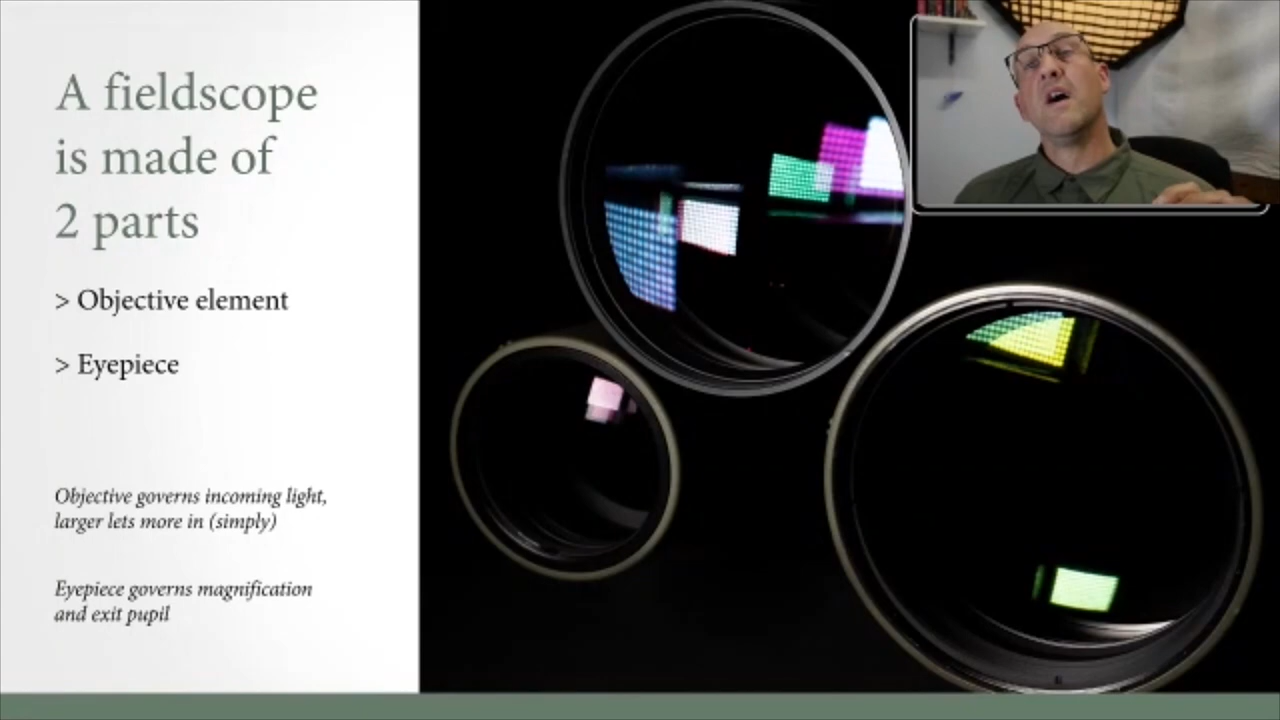 A fieldscope
is made of
2 parts
> Objective element
> Eyepiece
Objective governs incoming light,
larger lets more in (simply)
Eyepiece governs magnification
and exit pupil